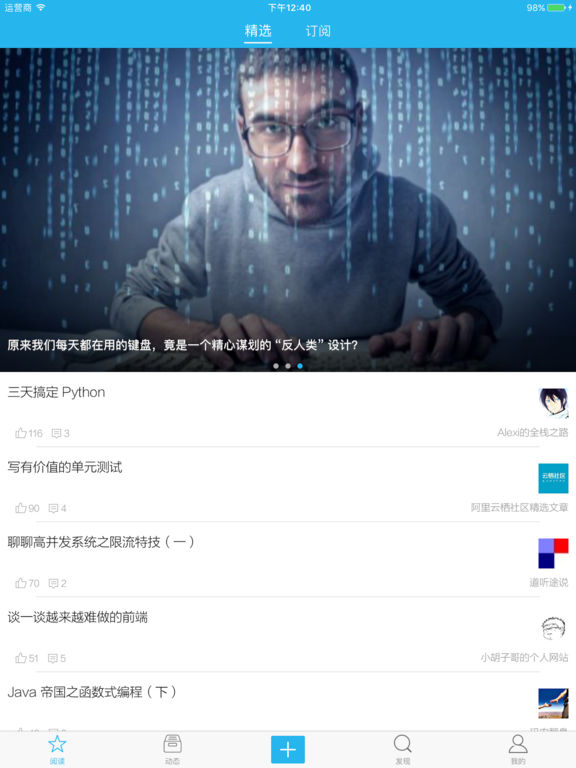 运营商 下午12:40 98%
精选 订阅
原来我们每天都在用的键盘，竟是一个精心谋划的“反人类”设计？
三天搞定 Python
116 3 Alexi的全栈之路
写有价值的单元测试
云栖社区
90 4 阿里云栖社区精选文章
聊聊高并发系统之限流特技（一）
70 2 道听途说
谈一谈越来越难做的前端
51 5 小胡子哥的个人网站
Java 帝国之函数式编程（下）
阅读 动态 发现 我的